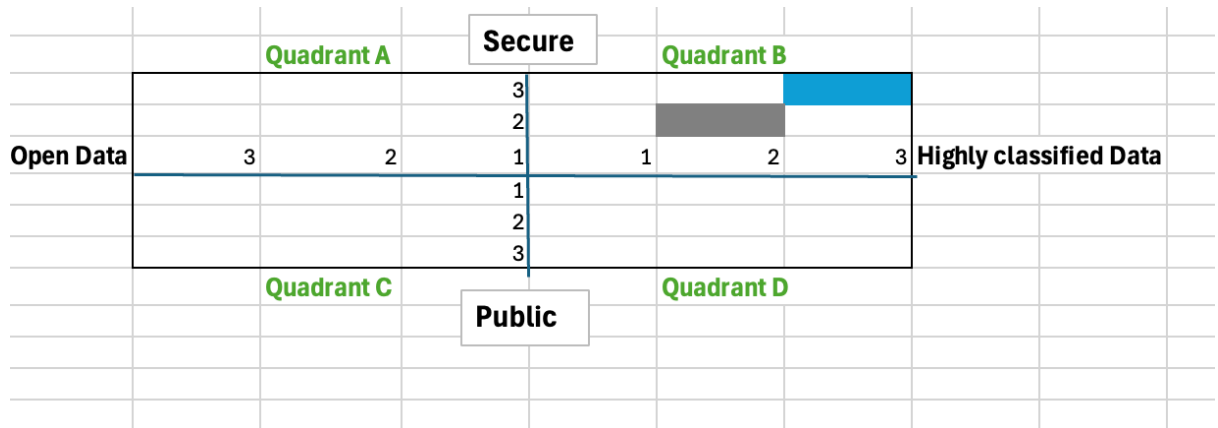 Secure
Quadrant A Quadrant B
3
2
Open Data 3 2 1 1 2 3 Highly classified Data
1
2
3
Quadrant C Quadrant D
Public